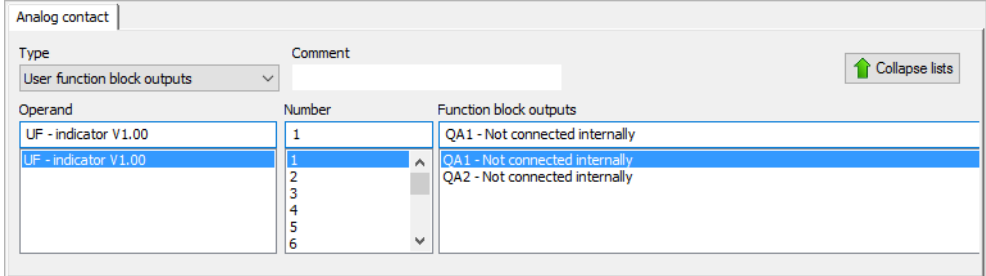 Analog contact
Type
Comment
User function block outputs
Collapse lists
Operand
Number
Function block outputs
UF - indicator V1.00
1
QA1 - Not connected internally
UF - indicator V1.00
1
QA1 - Not connected internally
2
QA2 - Not connected internally
3
4
5
6